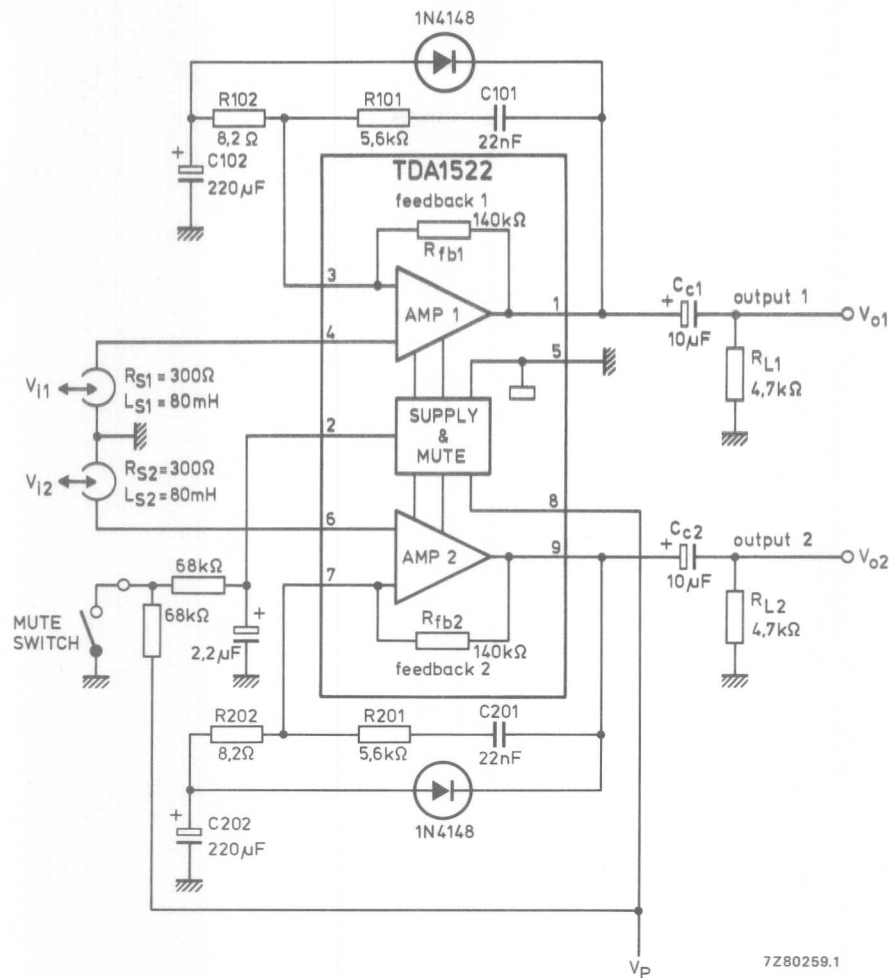 1N4148
R102
8,2 Ω
R101
5,6kΩ
C101
22nF
+
C102
220µF
TDA1522
feedback 1
140kΩ
Rfb1
3
AMP 1
1
+
Cc1
10µF
output 1
Vo1
4
5
RL1
4,7kΩ
Vi1
RS1=300Ω
LS1=80mH
SUPPLY
&
MUTE
2
Vi2
RS2=300Ω
LS2=80mH
8
6
AMP 2
9
+
Cc2
10µF
output 2
Vo2
68kΩ
7
RL2
4,7kΩ
MUTE
SWITCH
68kΩ
+
2,2µF
Rfb2
140kΩ
feedback 2
R202
8,2Ω
R201
5,6kΩ
C201
22nF
+
C202
220µF
1N4148
VP
7Z80259.1